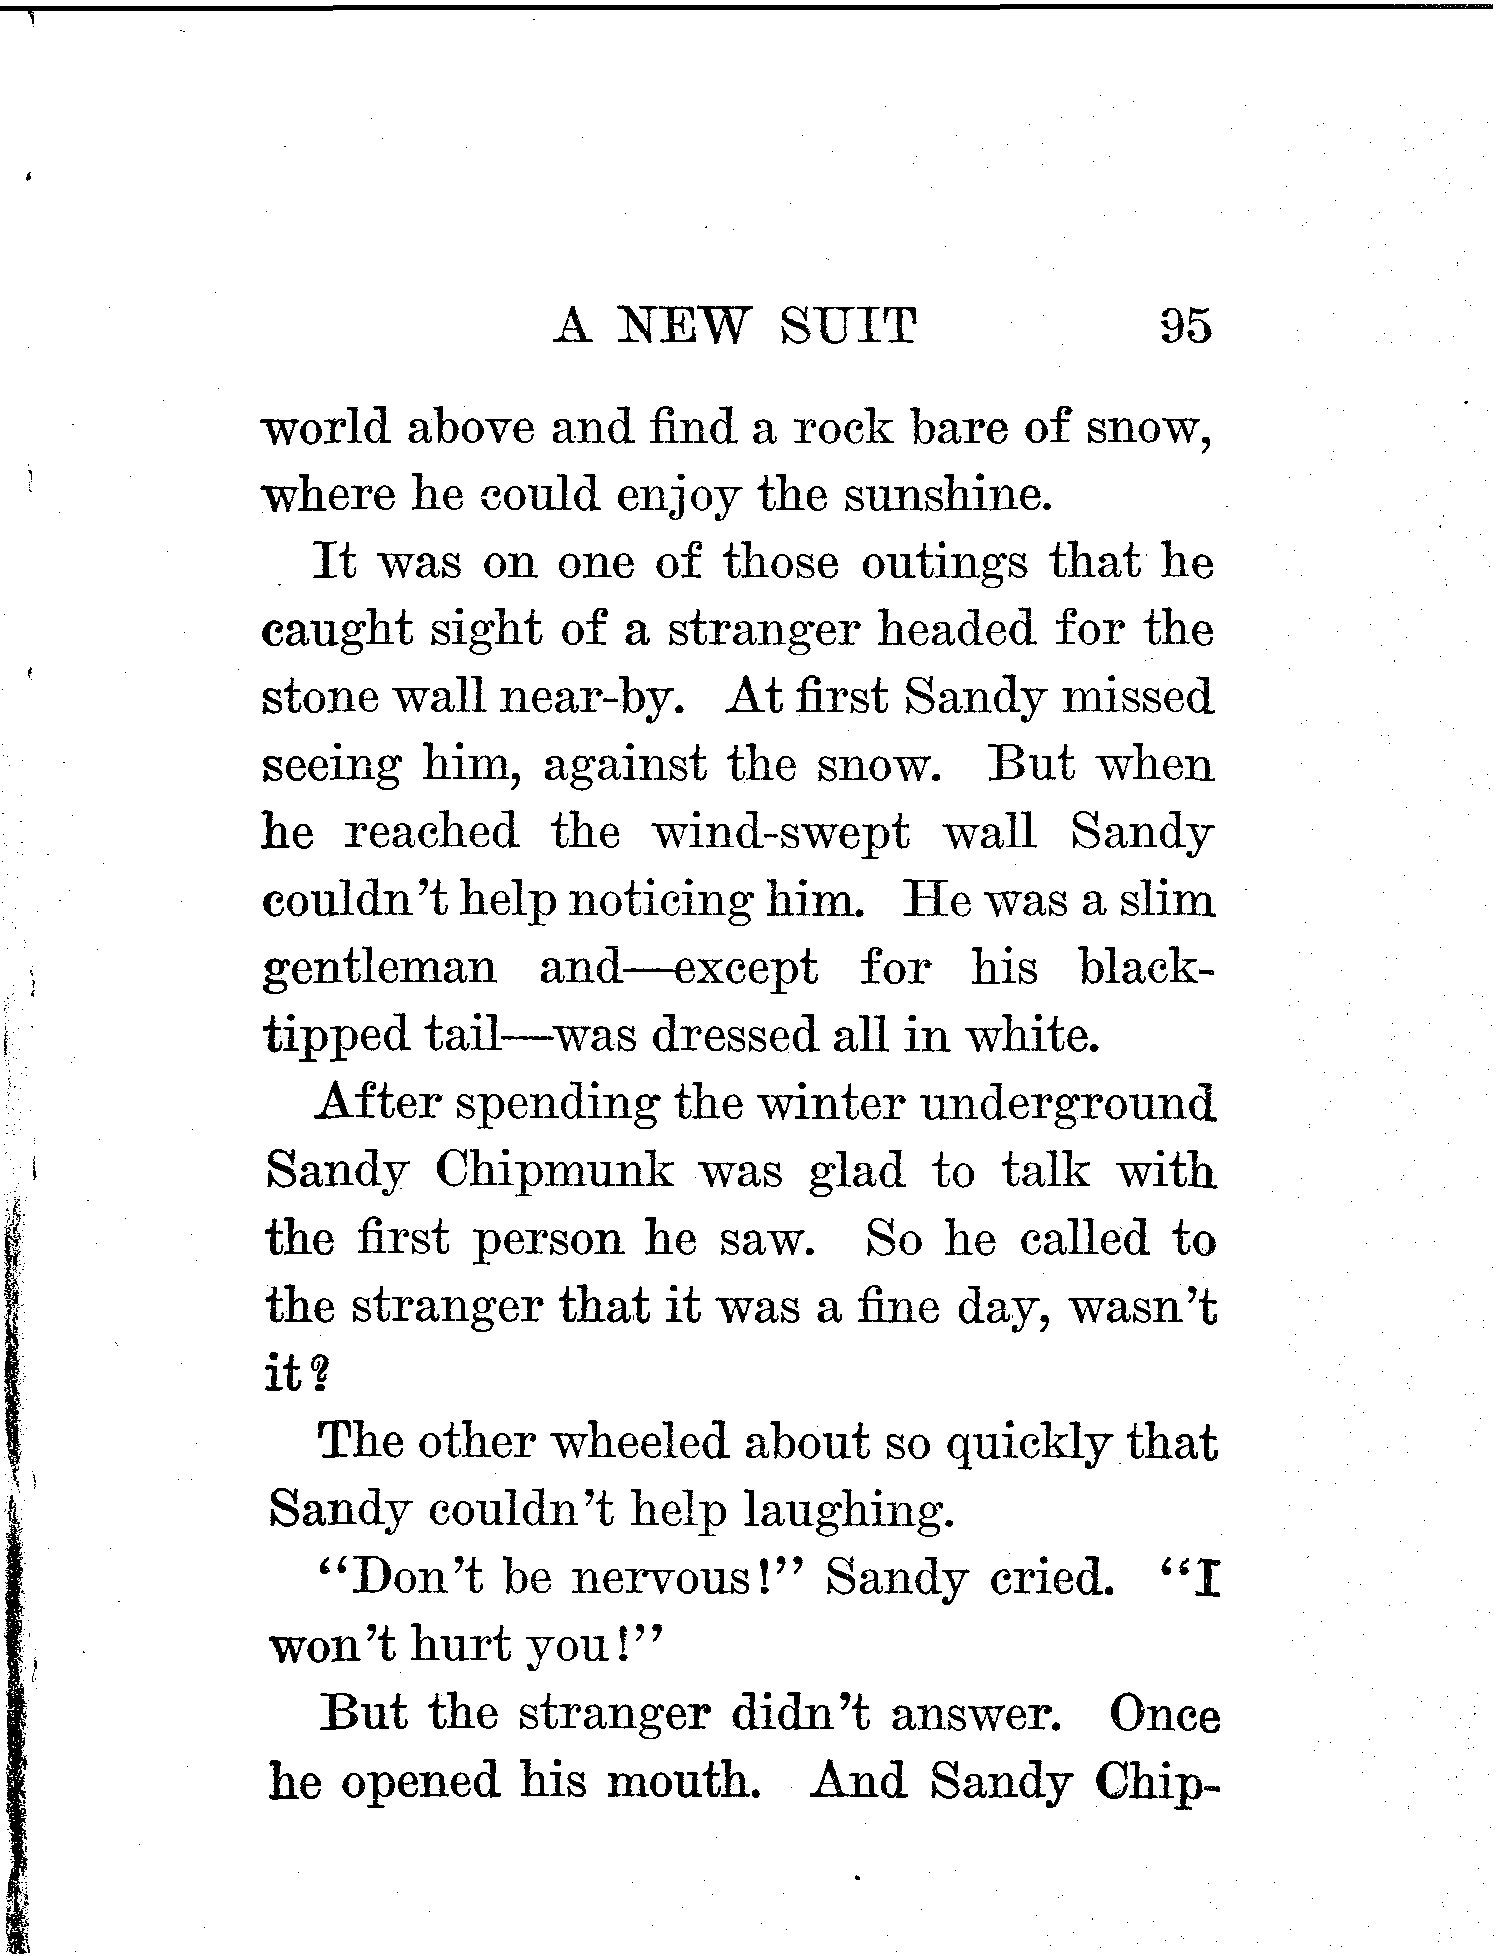 A NEW SUIT 95
world above and find a rock bare of snow,
where he could enjoy the sunshine.
It was on one of those outings that he
caught sight of a stranger headed for the
stone wall near-by. At first Sandy missed
seeing him, against the snow. But when
he reached the wind-swept wall Sandy
couldn't help noticing him. He was a slim
gentleman and—except for his black-
tipped tail—was dressed all in white.
After spending the winter underground
Sandy Chipmunk was glad to talk with
the first person he saw. So he called to
the stranger that it was a fine day, wasn't
it?
The other wheeled about so quickly that
Sandy couldn't help laughing.
"Don't be nervous!" Sandy cried. "I
won't hurt you!"
But the stranger didn't answer. Once
he opened his mouth. And Sandy Chip-